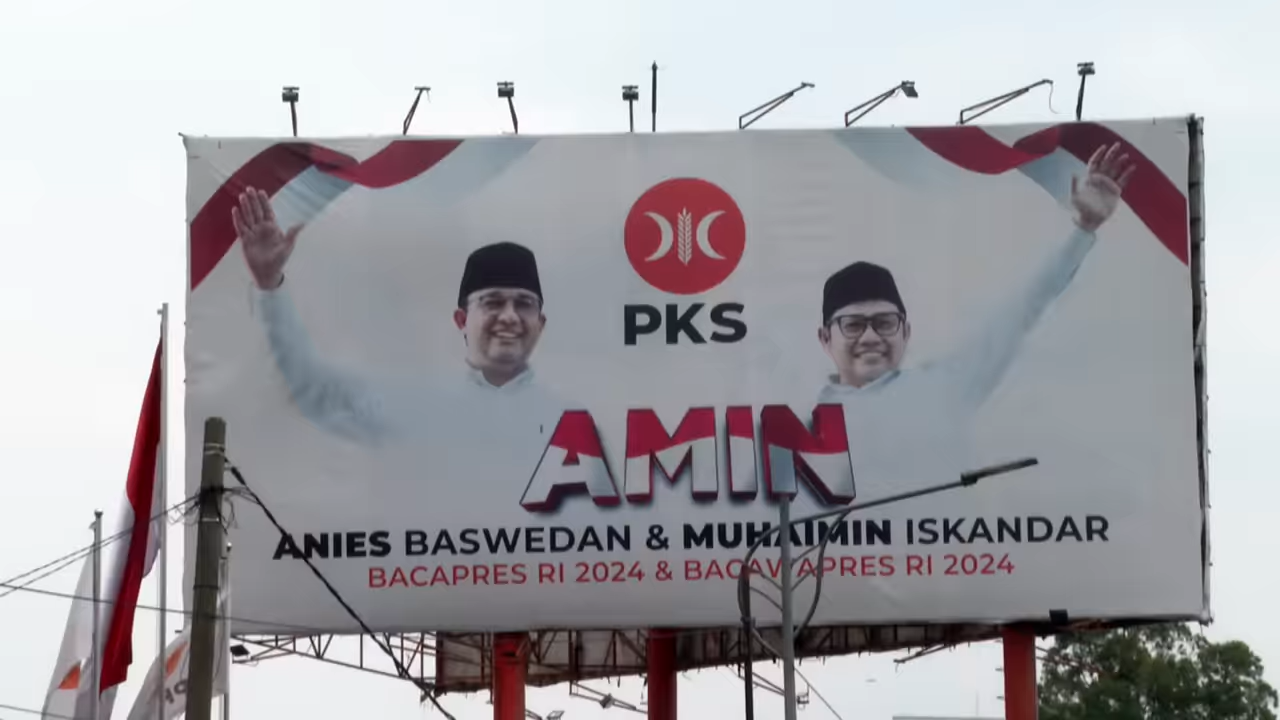 PKS
AMIN
ANIES BASWEDAN & MUHAIMIN ISKANDAR
BACAPRES RI 2024 & BACAWAPRES RI 2024